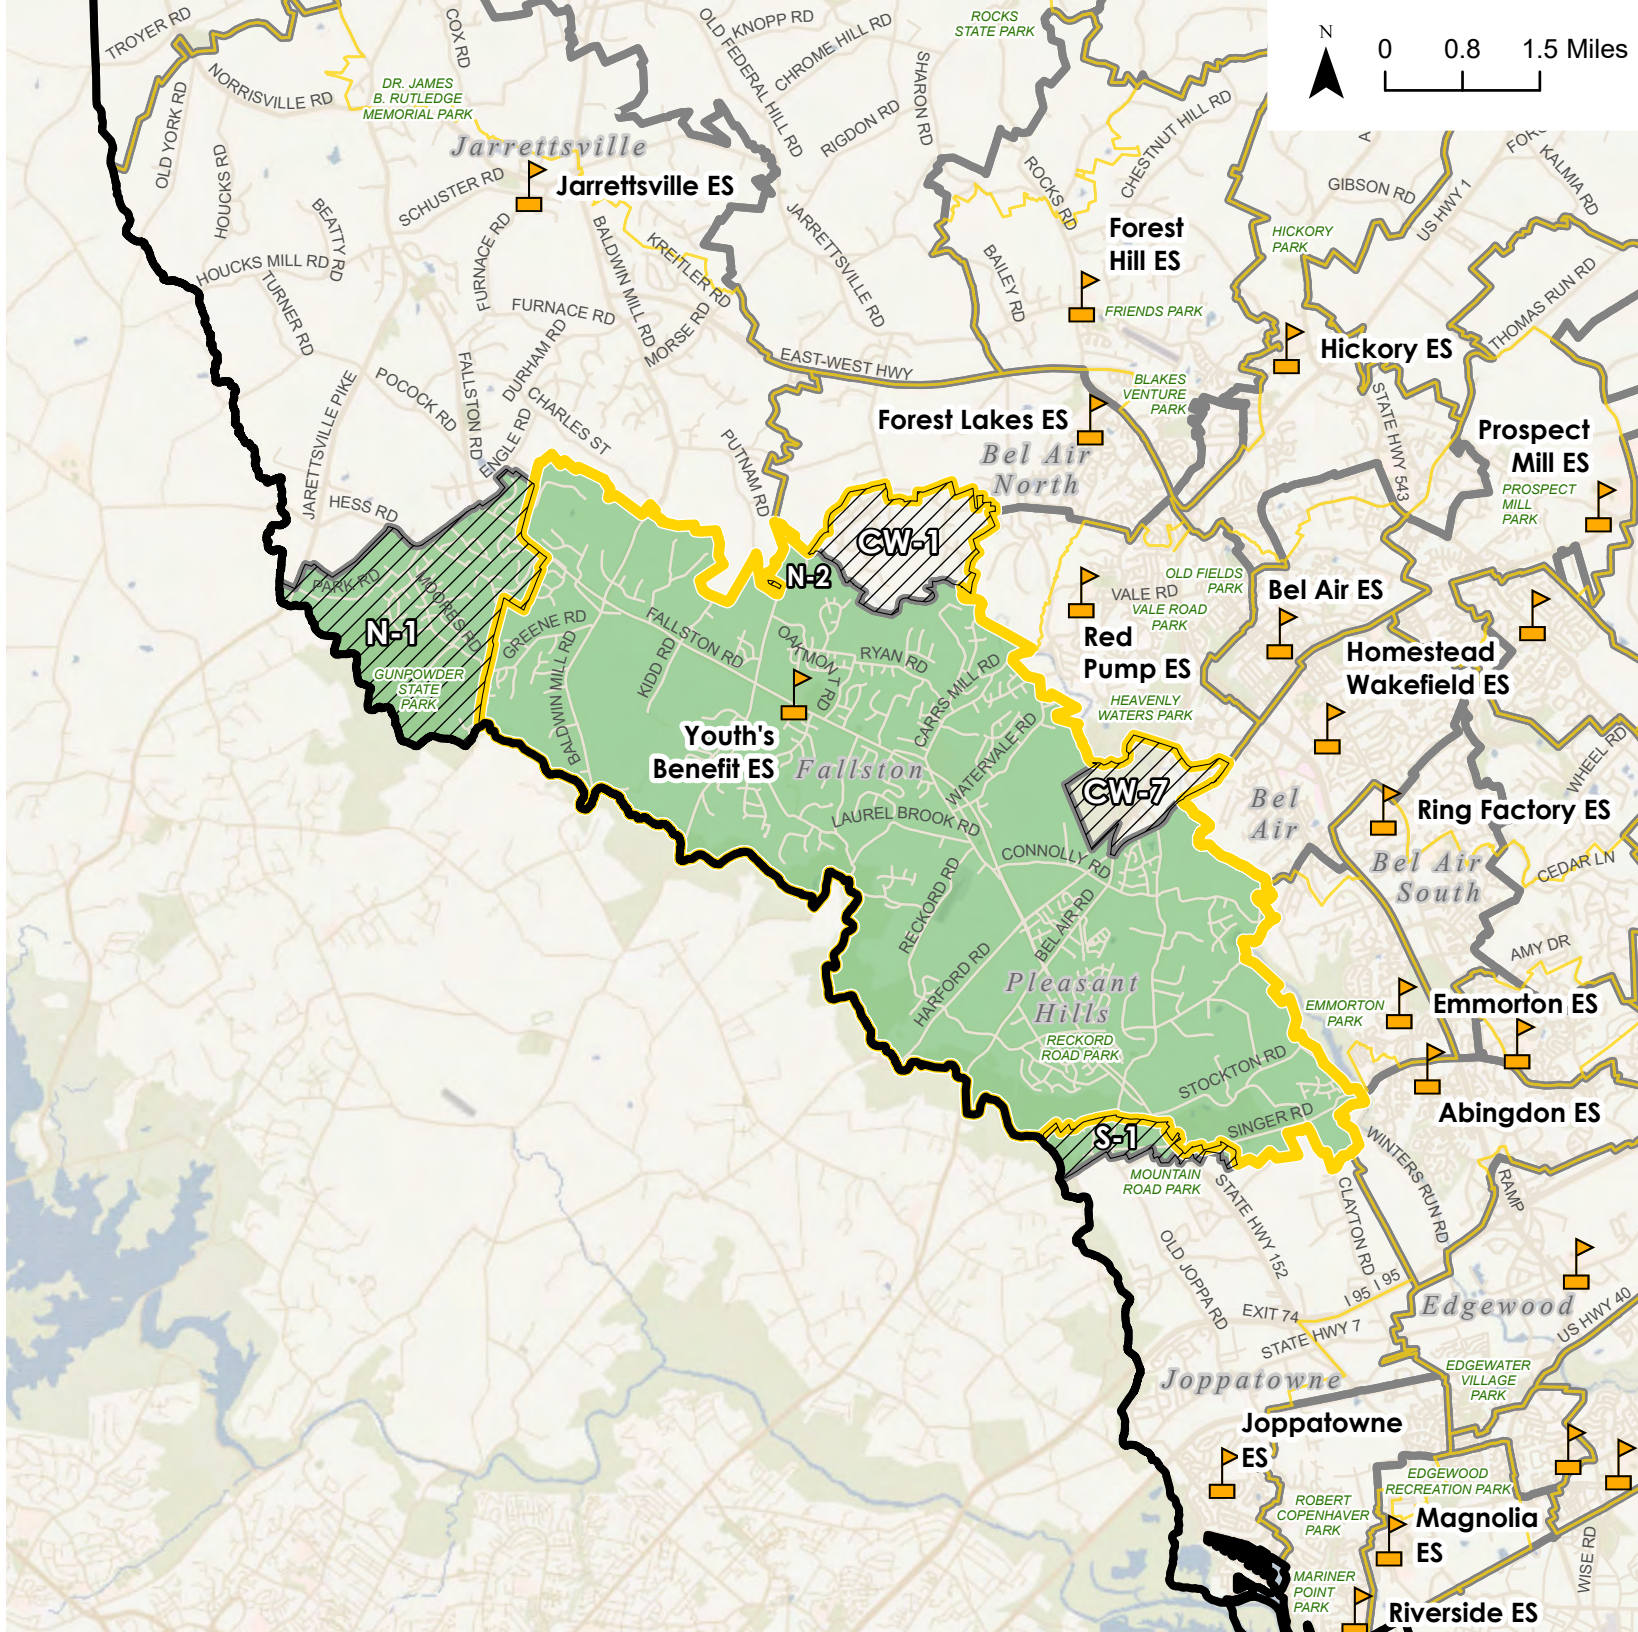 TROYER RD
COX RD
OLD FEDERAL HILL RD
KNOPP RD
CHROME HILL RD
ROCKS
STATE PARK
N
0 0.8 1.5 Miles
NORRISVILLE RD
DR. JAMES
B. RUTLEDGE
MEMORIAL PARK
SHARON RD
RIGDON RD
CHESTNUT HILL RD
OLD YORK RD
HOUCKS RD
Jarrettsville
Jarrettsville ES
SCHUSTER RD
BEATTY RD
FURNACE RD
BALDWIN MILL RD
KREITLER RD
JARRETTSVILLE RD
ROCKS RD
BAILEY RD
Forest
Hill ES
FRIENDS PARK
HICKORY
PARK
GIBSON RD
US HWY 1
KALMIA RD
THOMAS RUN RD
HOUCKS MILL RD
TURNER RD
FURNACE RD
MORSE RD
DURHAM RD
EAST-WEST HWY
Hickory ES
BLAKES
VENTURE
PARK
STATE HWY 543
JARETTSVILLE PIKE
POCOCK RD
FALLSTON RD
ENGLE RD
CHARLES ST
PUTNAM RD
Forest Lakes ES
Bel Air
North
Prospect
Mill ES
PROSPECT
MILL
PARK
HESS RD
CW-1
N-2
PARK RD
MOORES RD
N-1
GUNPOWDER
STATE
PARK
GREENE RD
BALDWIN MILL RD
KIDD RD
FALLSTON RD
OAKMONT RD
RYAN RD
CARRS MILL RD
WATERVALE RD
OLD FIELDS
PARK
VALE RD
VALE ROAD
PARK
Red
Pump ES
HEAVENLY
WATERS PARK
Bel Air ES
Homestead
Wakefield ES
Youth's
Benefit ES
Fallston
CW-7
LAUREL BROOK RD
CONNOLLY RD
Bel
Air
Ring Factory ES
WHEEL RD
Bel Air
South
CEDAR LN
RECKORD RD
BEL AIR RD
HARFORD RD
Pleasant
Hills
RECKORD
ROAD PARK
AMY DR
EMMORTON
PARK
Emmorton ES
Abingdon ES
STOCKTON RD
SINGER RD
S-1
MOUNTAIN
ROAD PARK
STATE HWY 152
CLAYTON RD
WINTERS RUN RD
RAMP
OLD JOPPA RD
EXIT 74
I 95
I 95
STATE HWY 7
Edgewood
US HWY 40
Joppatowne
EDGEWATER
VILLAGE
PARK
Joppatowne
ES
EDGEWOOD
RECREATION PARK
ROBERT
COPENHAVER
PARK
Magnolia
ES
WISE RD
MARINER
POINT
PARK
Riverside ES